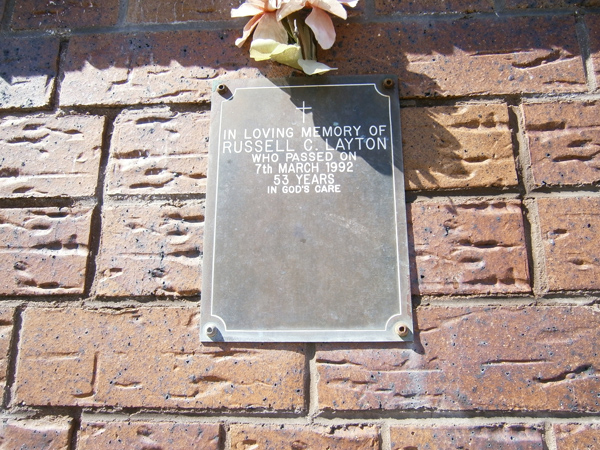 IN LOVING MEMORY OF
RUSSELL C. LAYTON
WHO PASSED ON
7th MARCH 1992
53 YEARS
IN GOD'S CARE